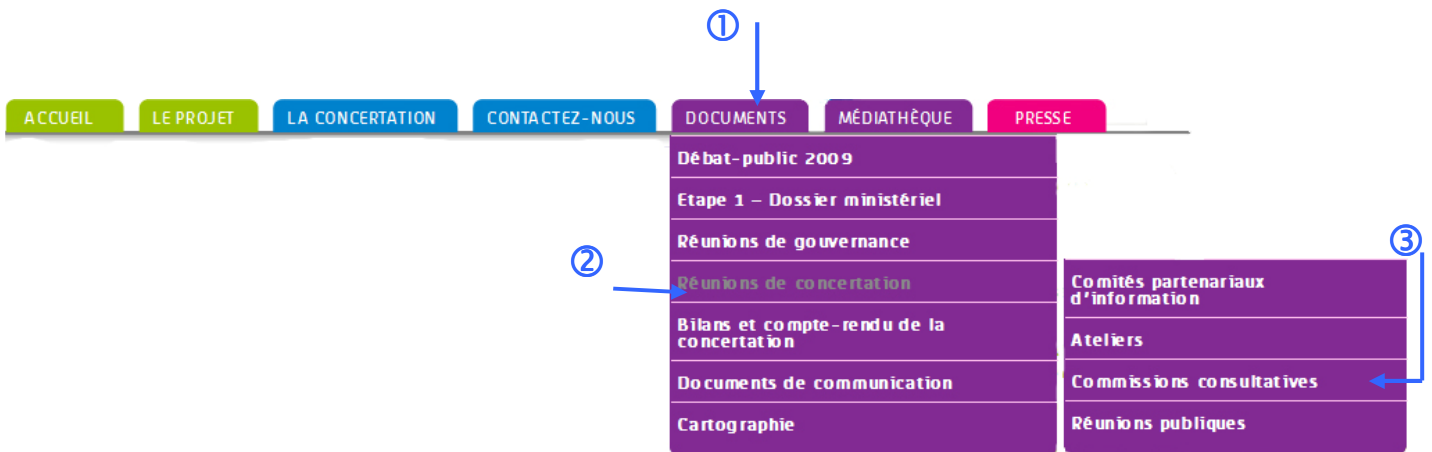 ①
ACCUEIL LE PROJET LA CONCERTATION CONTACTEZ-NOUS DOCUMENTS MÉDIATHÈQUE PRESSE
Débat-public 2009
Etape 1 – Dossier ministériel
Réunions de gouvernance
②
Réunions de concertation
Bilans et compte-rendu de la
concertation
Documents de communication
Cartographie
③
Comités partenariaux
d'information
Ateliers
Commissions consultatives
Réunions publiques